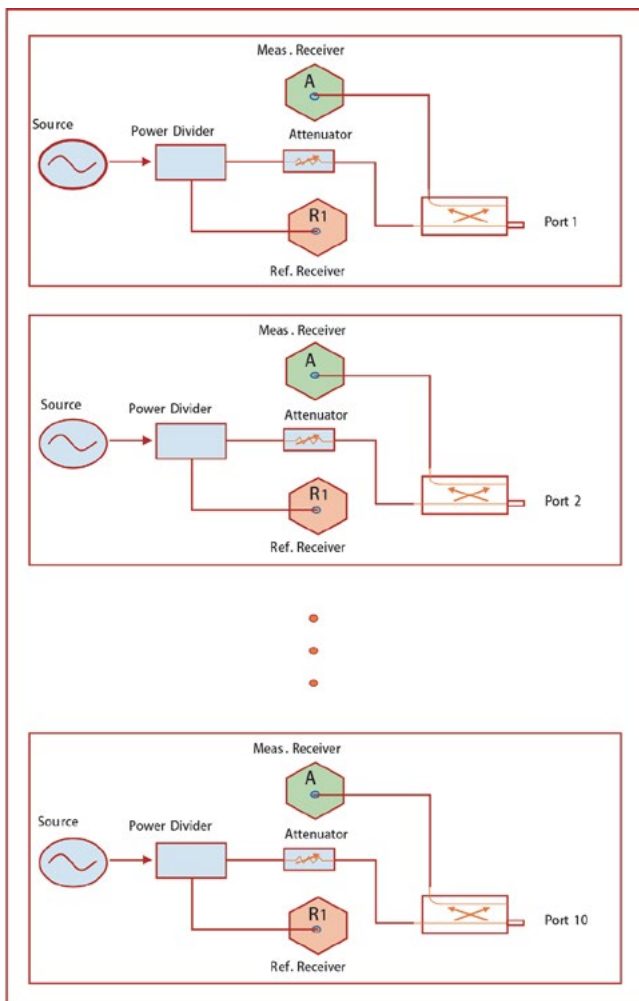 Meas. Receiver
A
Source
Power Divider
Attenuator
R1
Port 1
Ref. Receiver
Meas. Receiver
A
Source
Power Divider
Attenuator
R1
Port 2
Ref. Receiver
Meas. Receiver
A
Source
Power Divider
Attenuator
R1
Port 10
Ref. Receiver